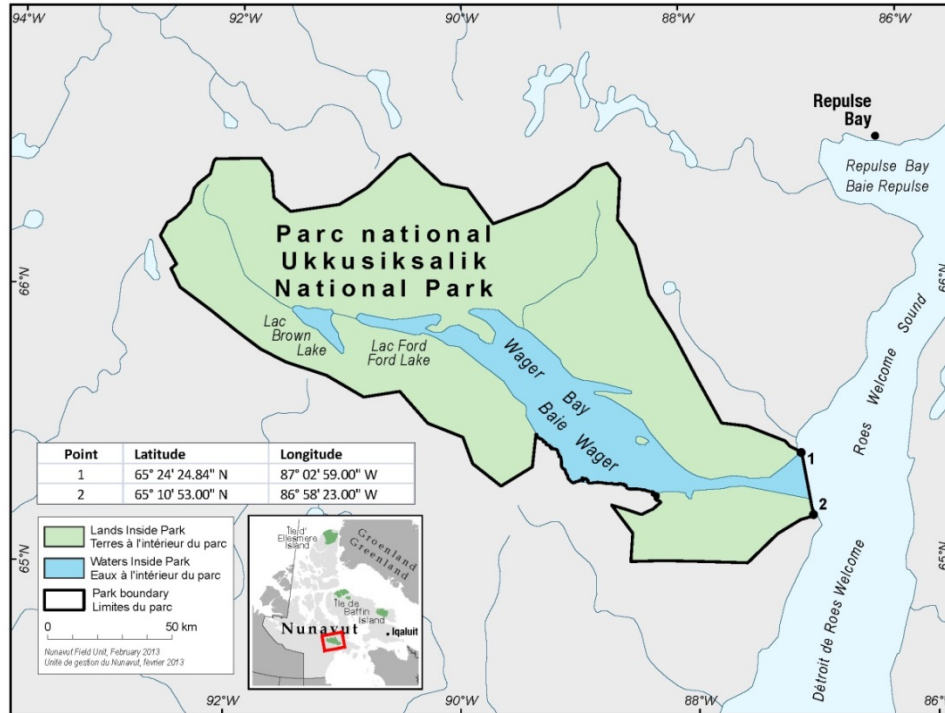 94°W 92°W 90°W 88°W 86°W
Repulse
Bay
Repulse Bay
Baie Repulse
Parc national
Ukkusiksalik
National Park
66°N
66°N
Lac
Brown
Lake
Lac Ford
Ford Lake
Wager Bay
Baie Wager
Roes Welcome Sound
Détroit de Roes Welcome
1
2
Point Latitude Longitude
1 65° 24' 24.84" N 87° 02' 59.00" W
2 65° 10' 53.00" N 86° 58' 23.00" W
65°N
65°N
Lands Inside Park
Terres à l'intérieur du parc
Waters Inside Park
Eaux à l'intérieur du parc
Park boundary
Limites du parc
0 50 km
Nunavut Field Unit, February 2013
Unité de gestion du Nunavut, février 2013
Île d'
Ellesmere
Island
Groenland
Greenland
Île de
Baffin
Island
Nunavut
Iqaluit
92°W 90°W 88°W 86°W